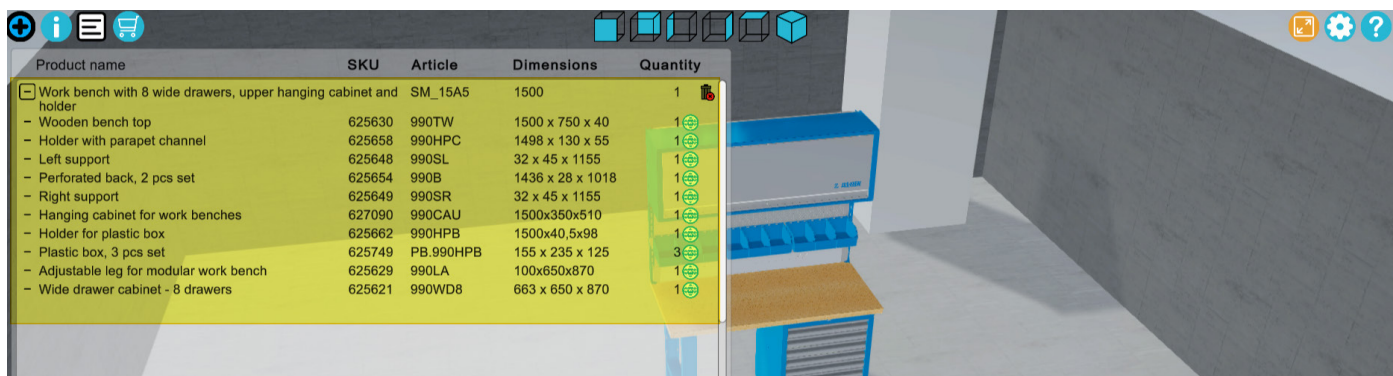 Product name SKU Article Dimensions Quantity
Work bench with 8 wide drawers, upper hanging cabinet and holder SM_15A5 1500 1
Wooden bench top 625630 990TW 1500 x 750 x 40 1
Holder with parapet channel 625658 990HPC 1498 x 130 x 55 1
Left support 625648 990SL 32 x 45 x 1155 1
Perforated back, 2 pcs set 625654 990B 1436 x 28 x 1018 1
Right support 625649 990SR 32 x 45 x 1155 1
Hanging cabinet for work benches 627090 990CAU 1500x350x510 1
Holder for plastic box 625662 990HPB 1500x40,5x98 1
Plastic box, 3 pcs set 625749 PB.990HPB 155 x 235 x 125 3
Adjustable leg for modular work bench 625629 990LA 100x650x870 1
Wide drawer cabinet - 8 drawers 625621 990WD8 663 x 650 x 870 1